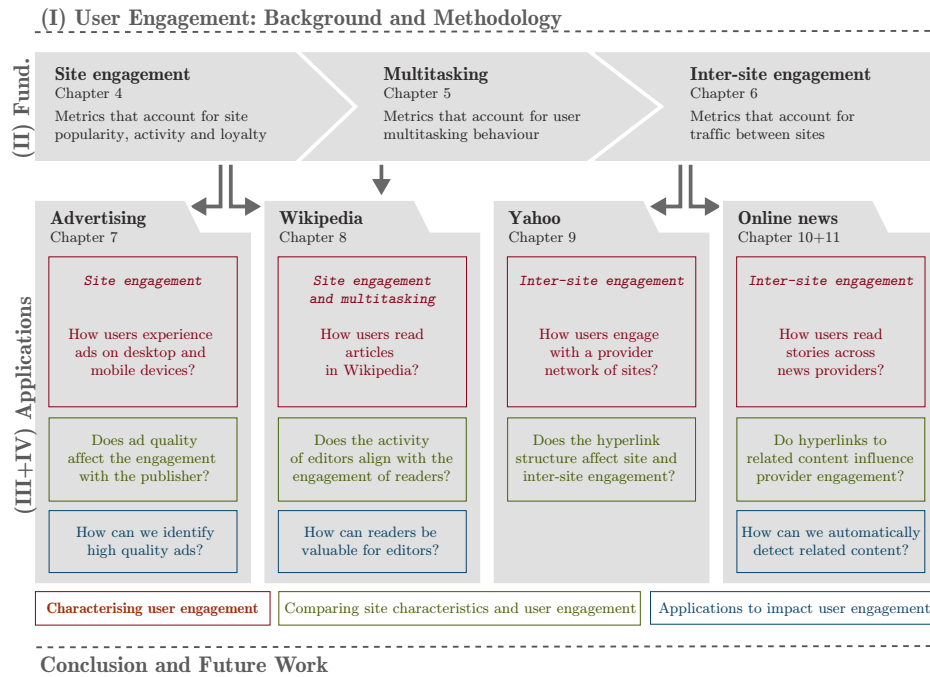 (I) User Engagement: Background and Methodology
(II) Fund.
Site engagement
Chapter 4
Metrics that account for site
popularity, activity and loyalty
Multitasking
Chapter 5
Metrics that account for user
multitasking behaviour
Inter-site engagement
Chapter 6
Metrics that account for
traffic between sites
(III+IV) Applications
Advertising
Chapter 7
Site engagement
How users experience
ads on desktop and
mobile devices?
Does ad quality
affect the engagement
with the publisher?
How can we identify
high quality ads?
Wikipedia
Chapter 8
Site engagement
and multitasking
How users read
articles
in Wikipedia?
Does the activity
of editors align with the
engagement of readers?
How can readers be
valuable for editors?
Yahoo
Chapter 9
Inter-site engagement
How users engage
with a provider
network of sites?
Does the hyperlink
structure affect site and
inter-site engagement?
Online news
Chapter 10+11
Inter-site engagement
How users read
stories across
news providers?
Do hyperlinks to
related content influence
provider engagement?
How can we automatically
detect related content?
Characterising user engagement
Comparing site characteristics and user engagement
Applications to impact user engagement
Conclusion and Future Work